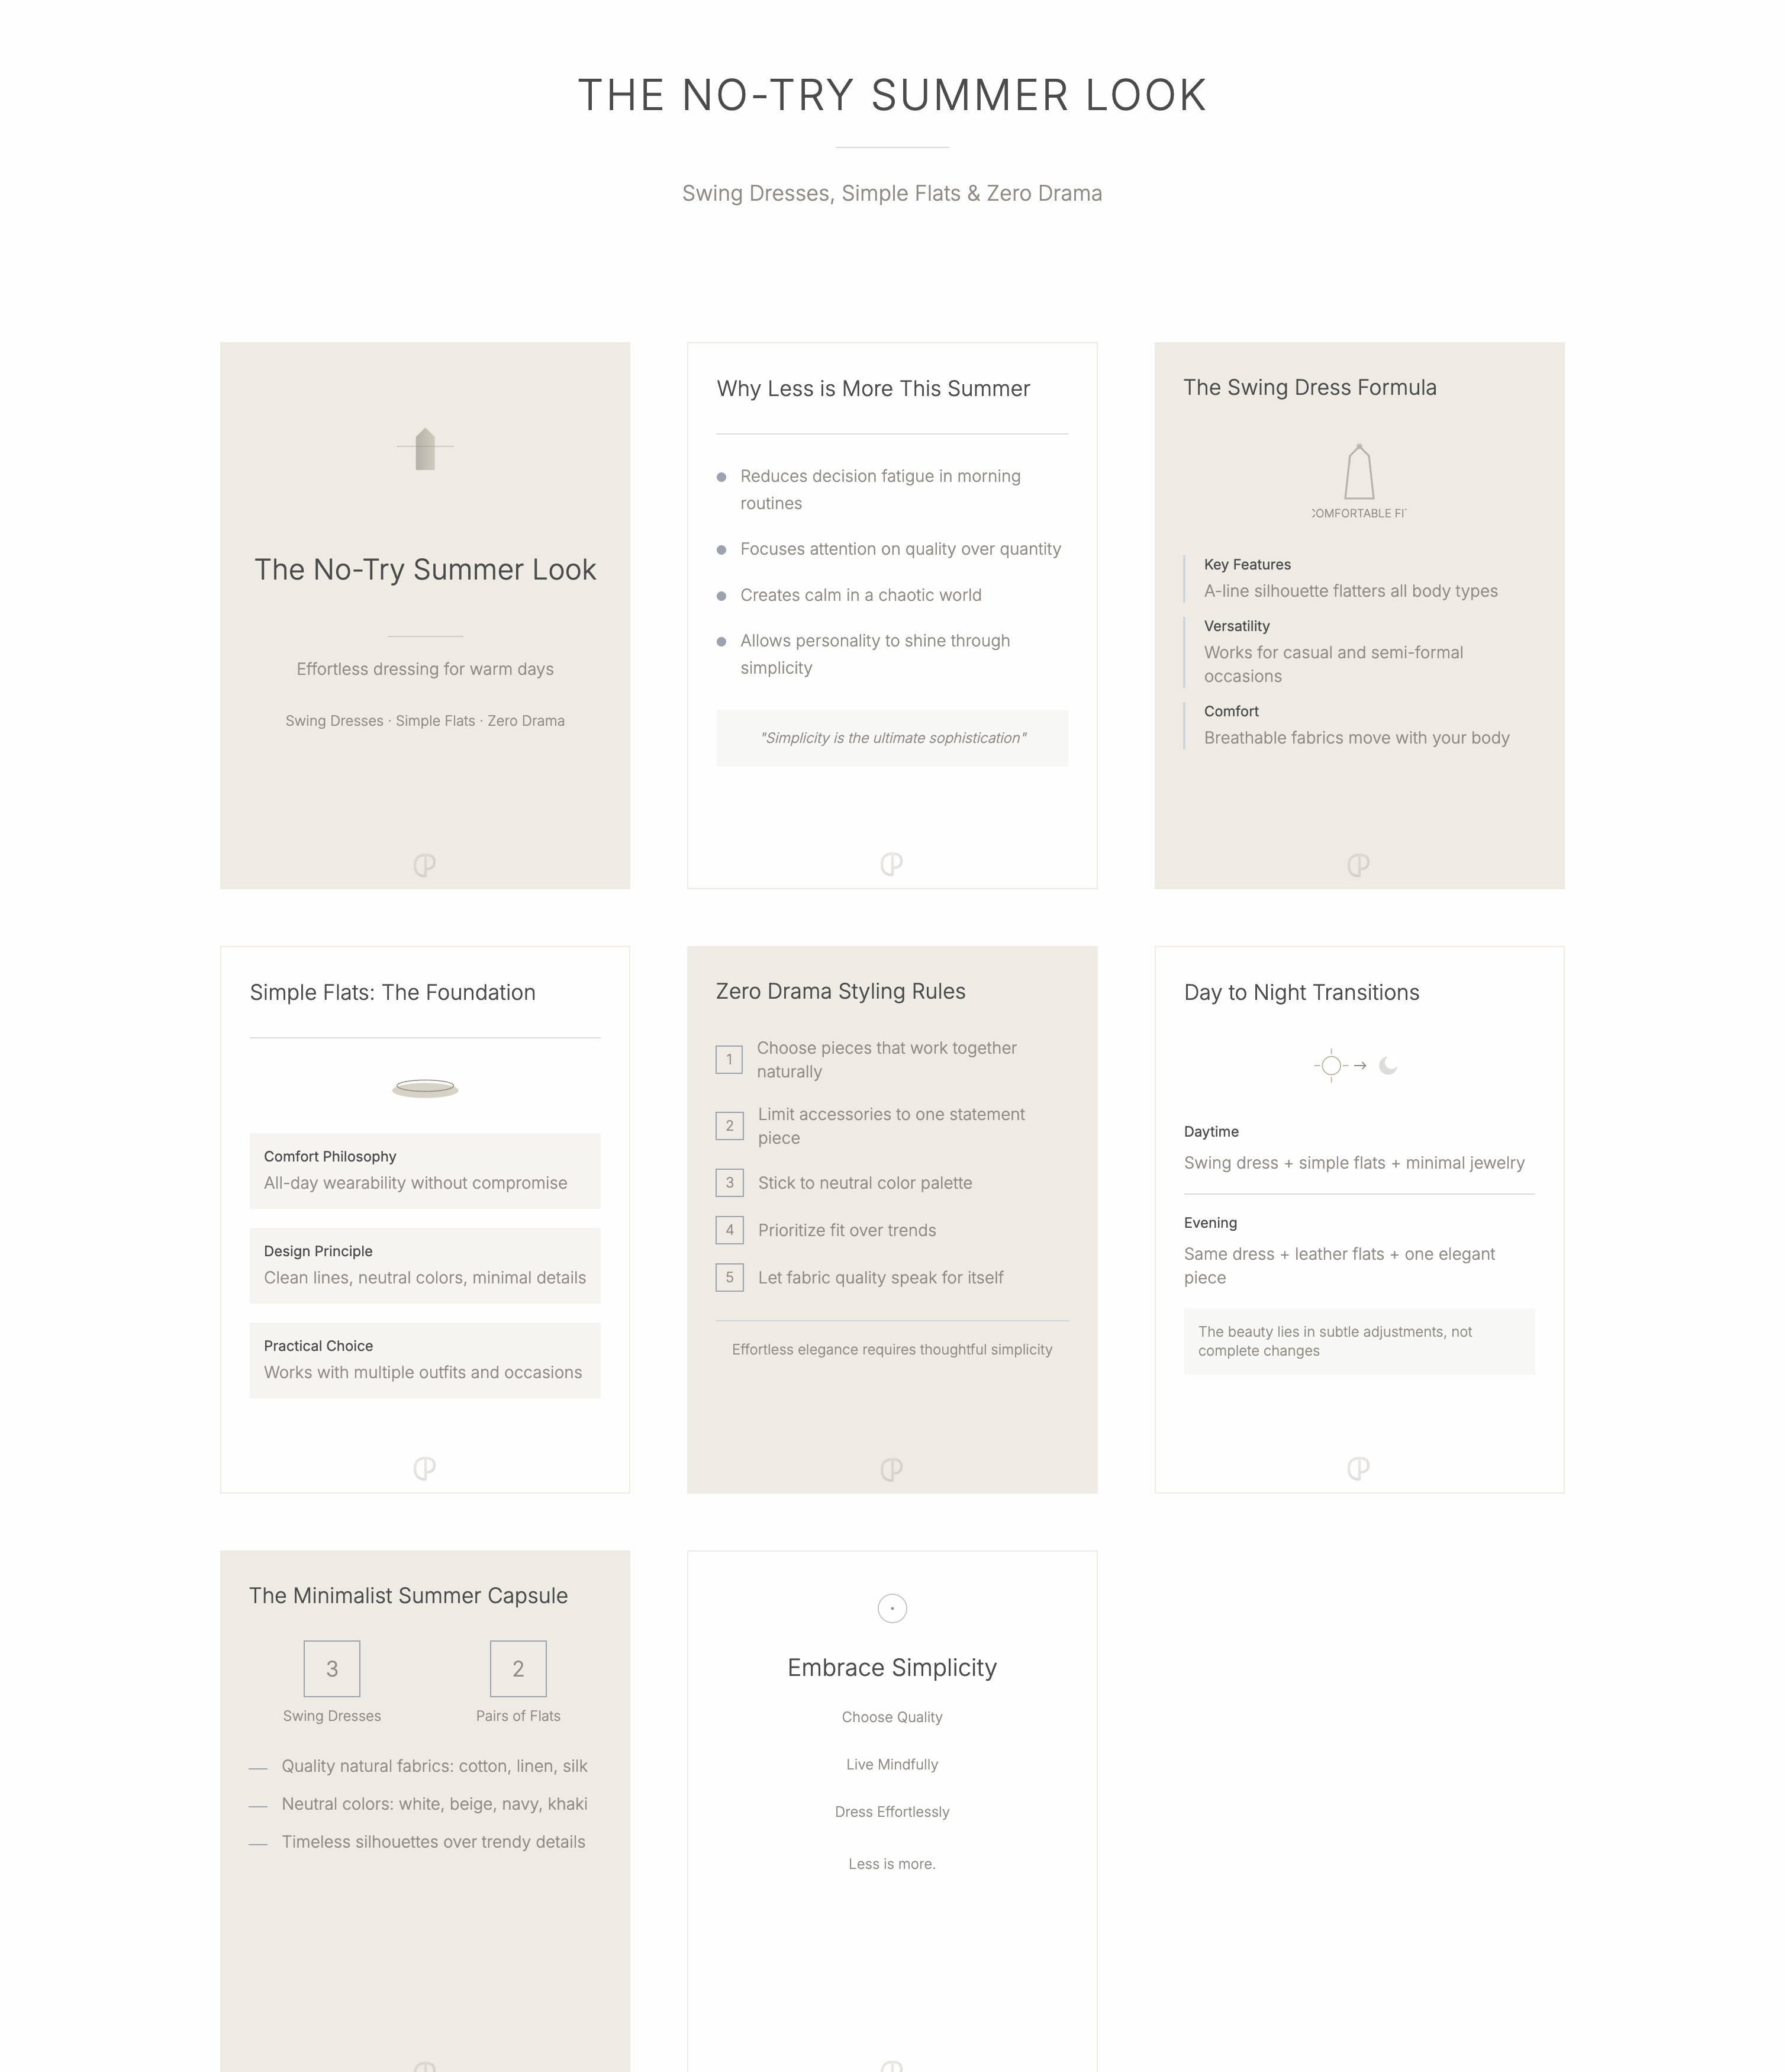 THE NO-TRY SUMMER LOOK
Swing Dresses, Simple Flats & Zero Drama
The No-Try Summer Look
Effortless dressing for warm days
Swing Dresses · Simple Flats · Zero Drama
Why Less is More This Summer
Reduces decision fatigue in morning
routines
Focuses attention on quality over quantity
Creates calm in a chaotic world
Allows personality to shine through
simplicity
"Simplicity is the ultimate sophistication"
The Swing Dress Formula
COMFORTABLE FIT
Key Features
A-line silhouette flatters all body types
Versatility
Works for casual and semi-formal
occasions
Comfort
Breathable fabrics move with your body
Simple Flats: The Foundation
Comfort Philosophy
All-day wearability without compromise
Design Principle
Clean lines, neutral colors, minimal details
Practical Choice
Works with multiple outfits and occasions
Zero Drama Styling Rules
1 Choose pieces that work together
naturally
2 Limit accessories to one statement
piece
3 Stick to neutral color palette
4 Prioritize fit over trends
5 Let fabric quality speak for itself
Effortless elegance requires thoughtful simplicity
Day to Night Transitions
Daytime
Swing dress + simple flats + minimal jewelry
Evening
Same dress + leather flats + one elegant
piece
The beauty lies in subtle adjustments, not
complete changes
The Minimalist Summer Capsule
3
Swing Dresses
2
Pairs of Flats
Quality natural fabrics: cotton, linen, silk
Neutral colors: white, beige, navy, khaki
Timeless silhouettes over trendy details
Embrace Simplicity
Choose Quality
Live Mindfully
Dress Effortlessly
Less is more.